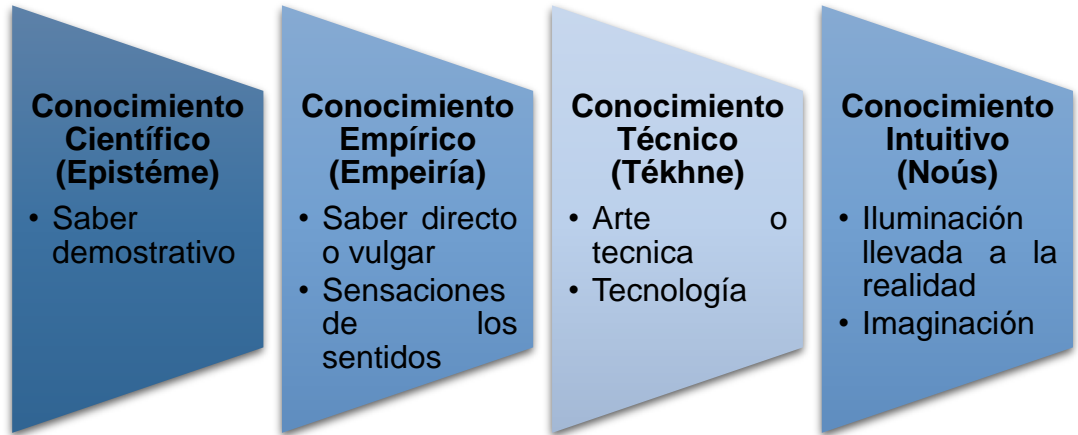 Conocimiento
Científico
(Epistéme)
• Saber
demostrativo
Conocimiento
Empírico
(Empeiría)
• Saber directo
o vulgar
• Sensaciones
de los
sentidos
Conocimiento
Técnico
(Tékhne)
• Arte o
tecnica
• Tecnología
Conocimiento
Intuitivo
(Noús)
• Iluminación
llevada a la
realidad
• Imaginación